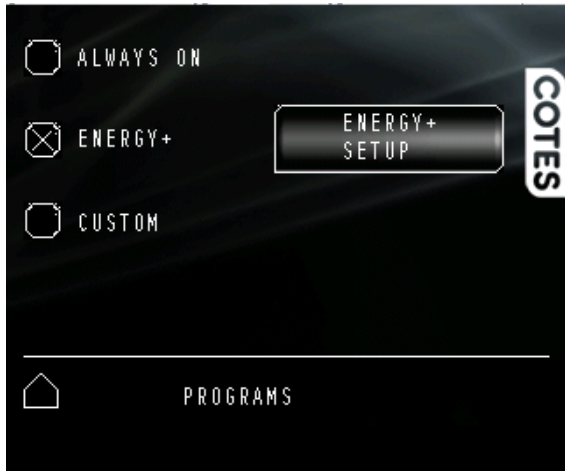 ALWAYS ON
ENERGY+
ENERGY+
SETUP
CUSTOM
PROGRAMS
COTES